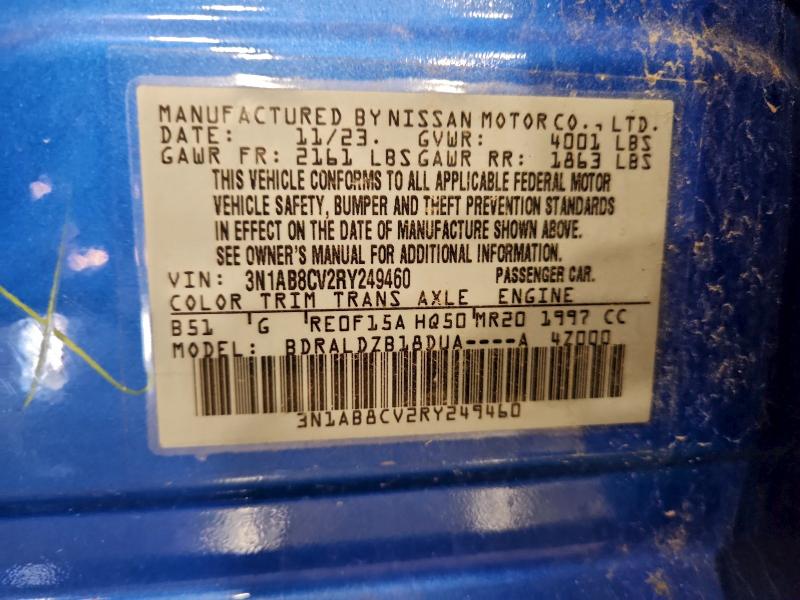 MANUFACTURED BY NISSAN MOTOR CO., LTD.
DATE: 11/23. GVWR: 4001 LBS
GAWR FR: 2161 LBS GAWR RR: 1863 LBS
THIS VEHICLE CONFORMS TO ALL APPLICABLE FEDERAL MOTOR
VEHICLE SAFETY, BUMPER AND THEFT PREVENTION STANDARDS
IN EFFECT ON THE DATE OF MANUFACTURE SHOWN ABOVE.
SEE OWNER'S MANUAL FOR ADDITIONAL INFORMATION.
VIN: 3N1AB8CV2RY249460 PASSENGER CAR.
COLOR TRIM TRANS AXLE ENGINE
B51 G RE0F15A HQ50 MR20 1997 CC
MODEL: BDRALDZB18DUA----A 4Z000
3N1AB8CV2RY249460